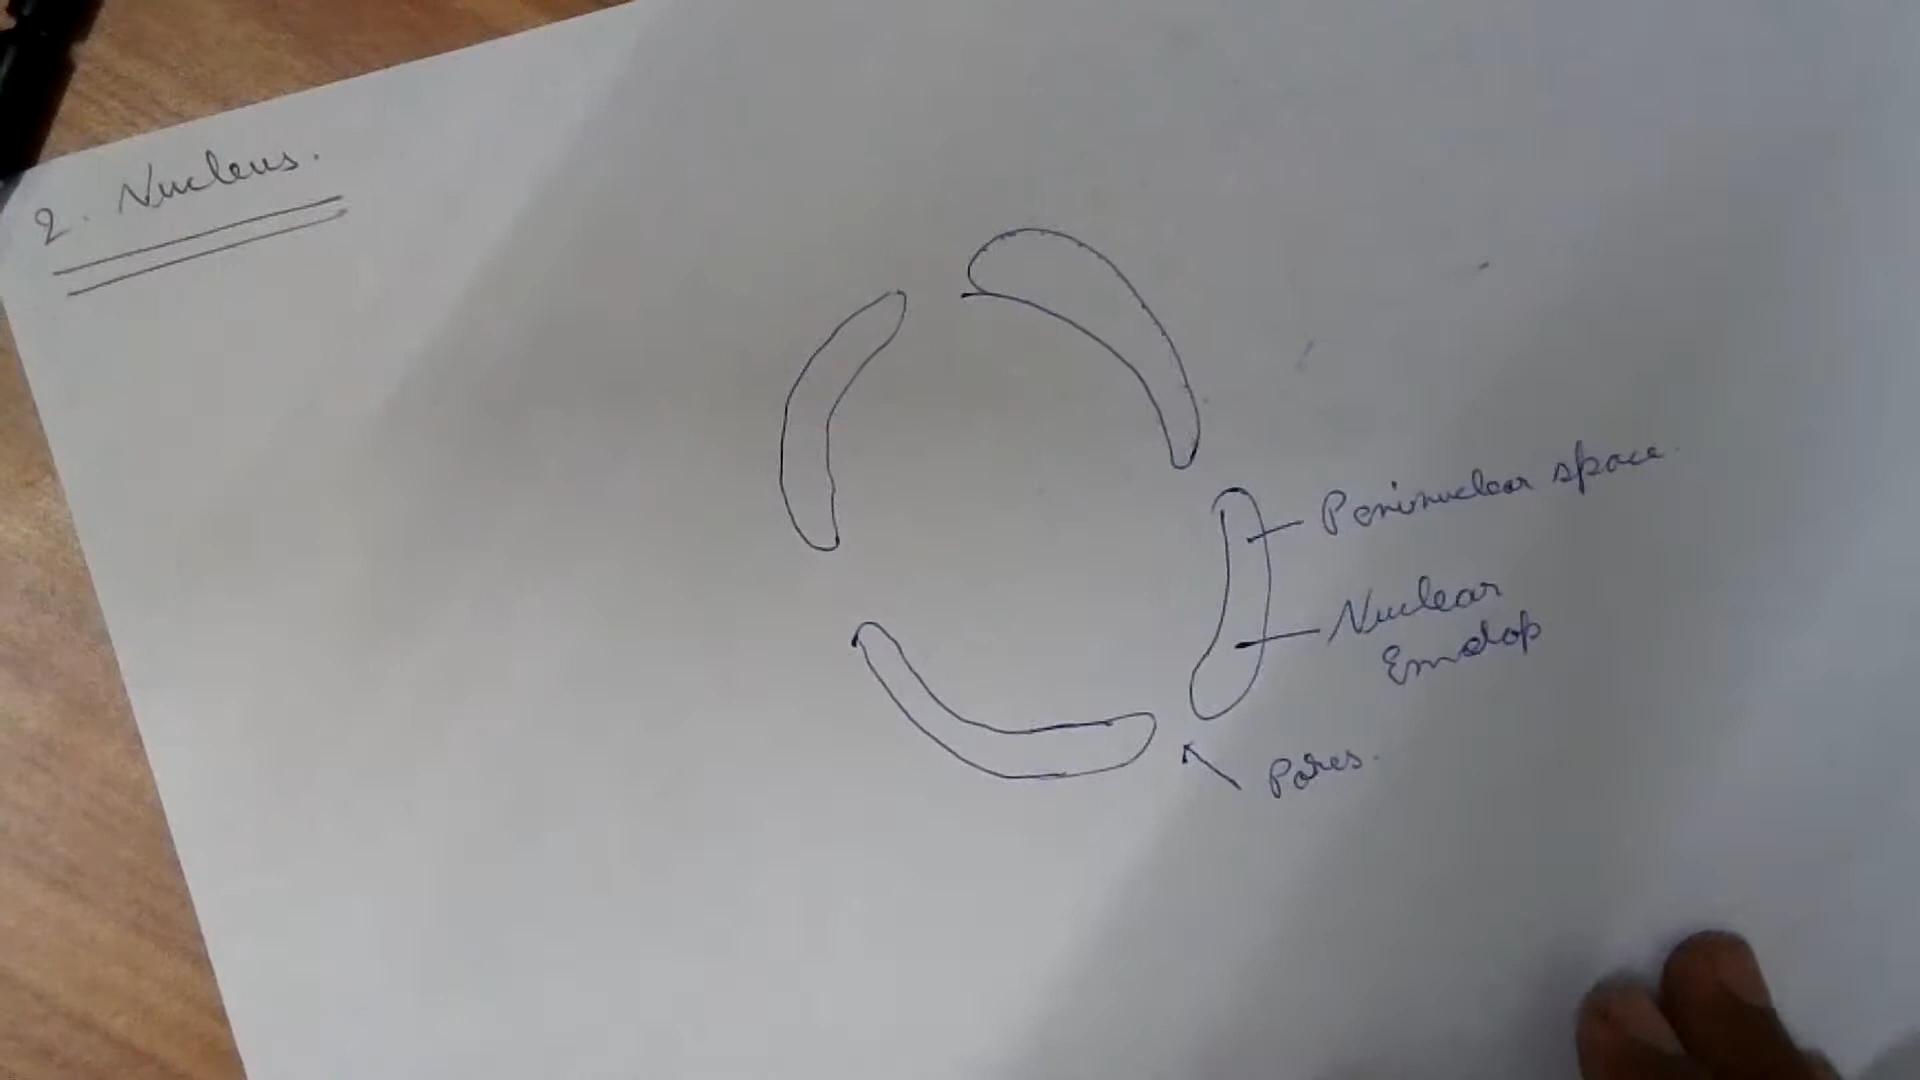 2. Nucleus.
Perinuclear space.
Nuclear
Envelop
Pores.